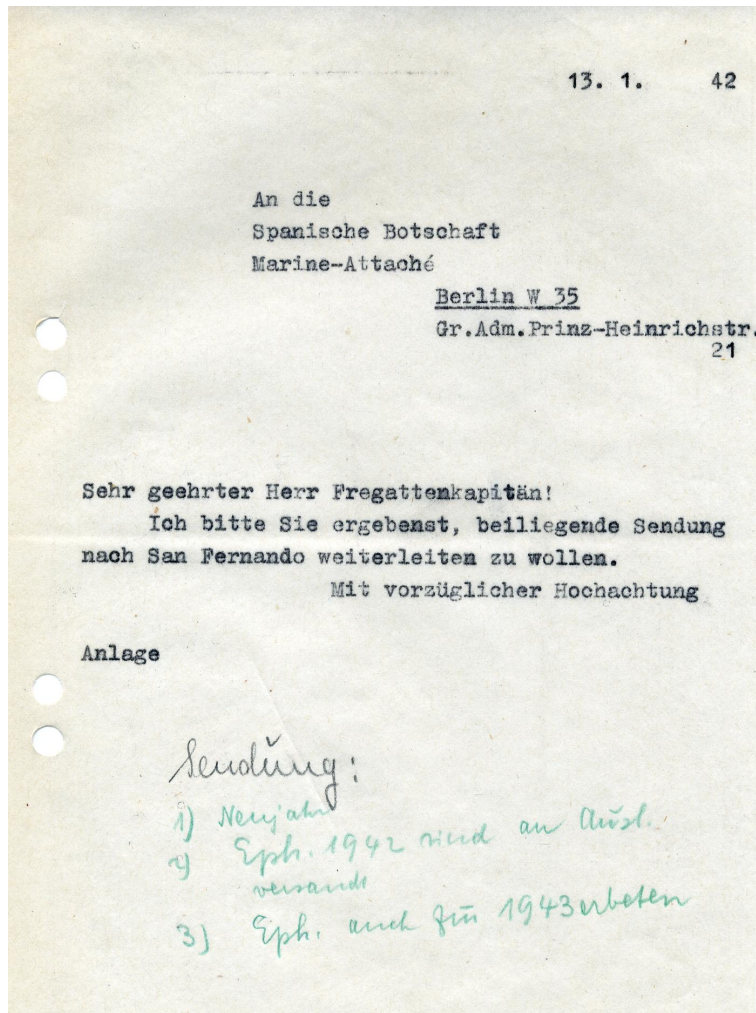 13. 1. 42
An die
Spanische Botschaft
Marine-Attaché
Berlin W 35
Gr.Adm.Prinz-Heinrichstr.
21
Sehr geehrter Herr Fregattenkapitän!
Ich bitte Sie ergebenst, beiliegende Sendung
nach San Fernando weiterleiten zu wollen.
Mit vorzüglicher Hochachtung
Anlage
Sendung:
1) Neujahr
2) Eph. 1942 sind an Ausl.
versandt
3) Eph. auch für 1943 erbeten